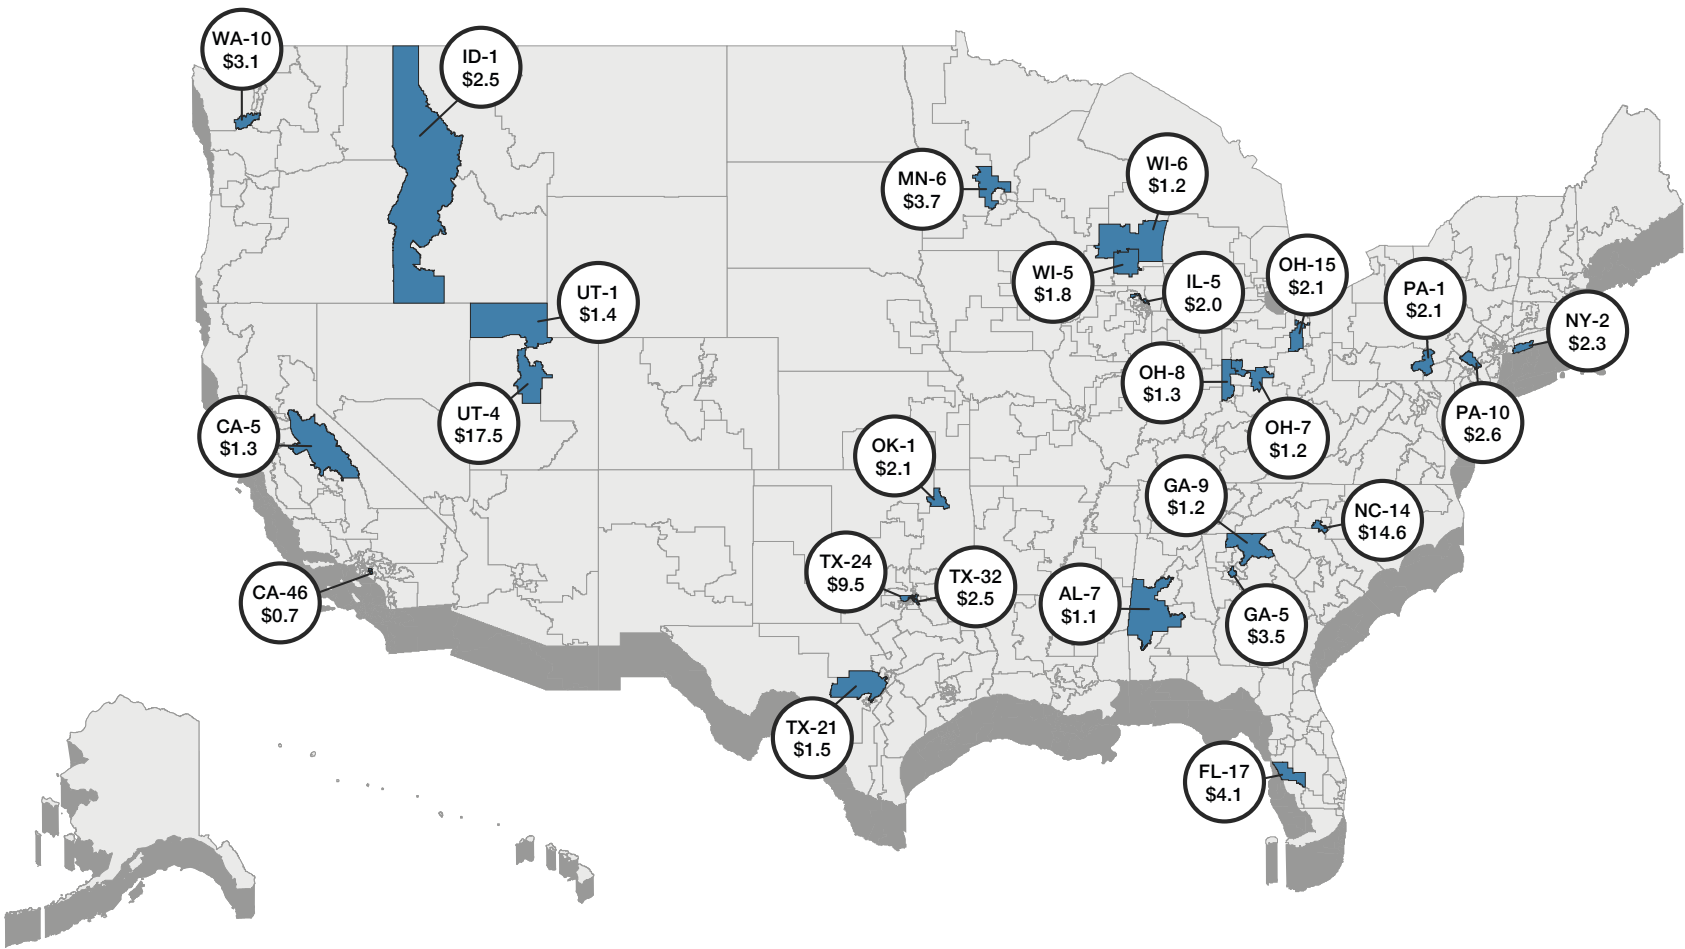 WA-10
$3.1
ID-1
$2.5
MN-6
$3.7
WI-6
$1.2
WI-5
$1.8
IL-5
$2.0
OH-15
$2.1
PA-1
$2.1
NY-2
$2.3
UT-1
$1.4
UT-4
$17.5
OH-8
$1.3
OH-7
$1.2
PA-10
$2.6
CA-5
$1.3
OK-1
$2.1
GA-9
$1.2
NC-14
$14.6
CA-46
$0.7
TX-24
$9.5
TX-32
$2.5
AL-7
$1.1
GA-5
$3.5
TX-21
$1.5
FL-17
$4.1